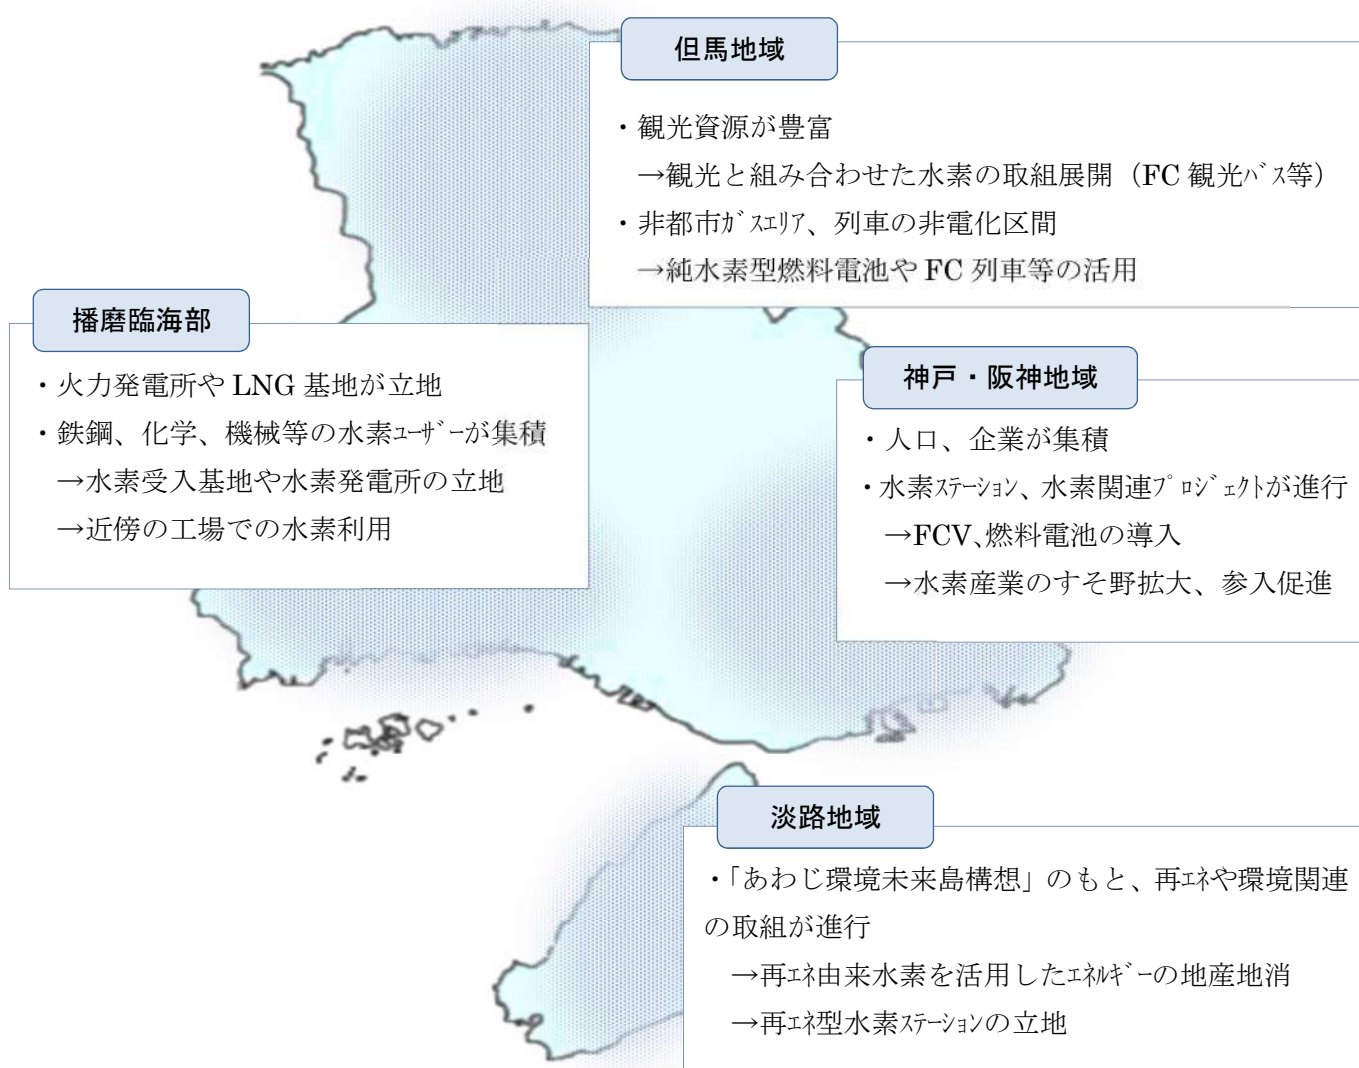 但馬地域
・観光資源が豊富
→観光と組み合わせた水素の取組展開（FC 観光ﾊﾞｽ等）
・非都市ｶﾞｽｴﾘｱ、列車の非電化区間
→純水素型燃料電池や FC 列車等の活用
播磨臨海部
・火力発電所や LNG 基地が立地
・鉄鋼、化学、機械等の水素ﾕｰｻﾞｰが集積
→水素受入基地や水素発電所の立地
→近傍の工場での水素利用
神戸・阪神地域
・人口、企業が集積
・水素ｽﾃｰｼｮﾝ、水素関連ﾌﾟﾛｼﾞｪｸﾄが進行
→FCV､燃料電池の導入
→水素産業のすそ野拡大、参入促進
淡路地域
・「あわじ環境未来島構想」のもと、再ｴﾈや環境関連
の取組が進行
→再ｴﾈ由来水素を活用したｴﾈﾙｷﾞｰの地産地消
→再ｴﾈ型水素ｽﾃｰｼｮﾝの立地